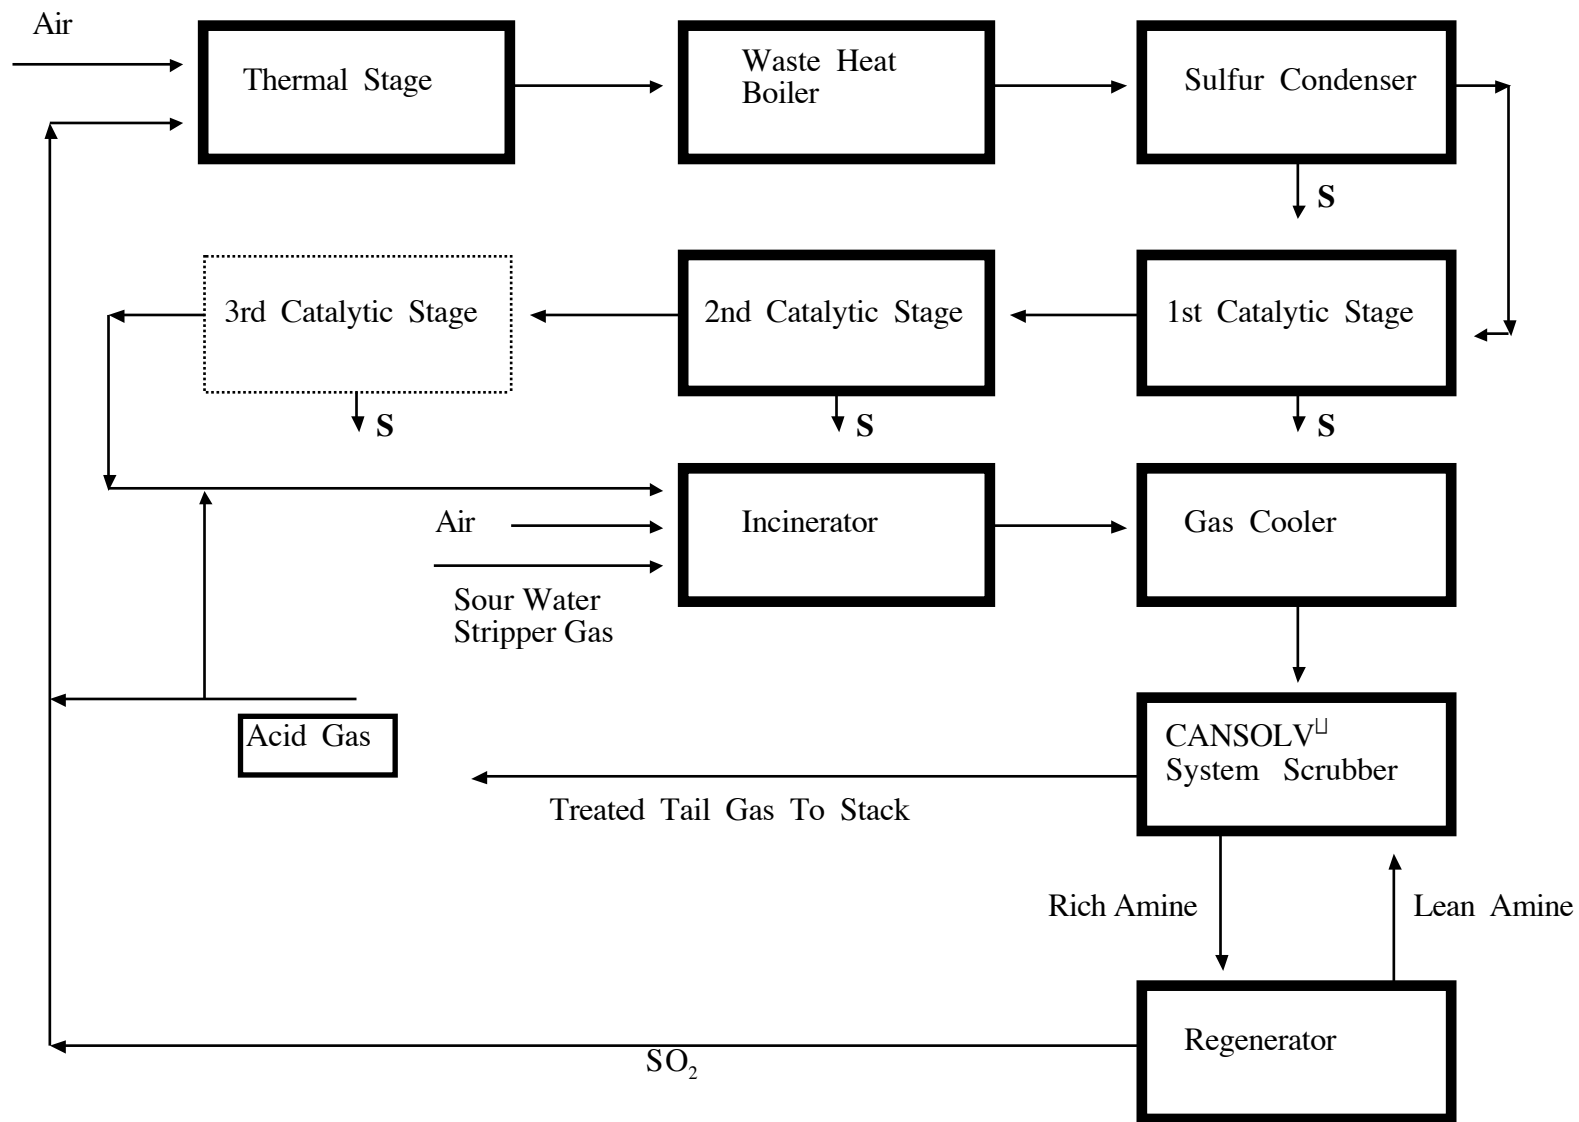 Air
Thermal Stage
Waste Heat
Boiler
Sulfur Condenser
S
3rd Catalytic Stage
2nd Catalytic Stage
1st Catalytic Stage
S
S
S
Air
Incinerator
Gas Cooler
Sour Water
Stripper Gas
Acid Gas
CANSOLV
System Scrubber
Treated Tail Gas To Stack
Rich Amine
Lean Amine
Regenerator
SO₂